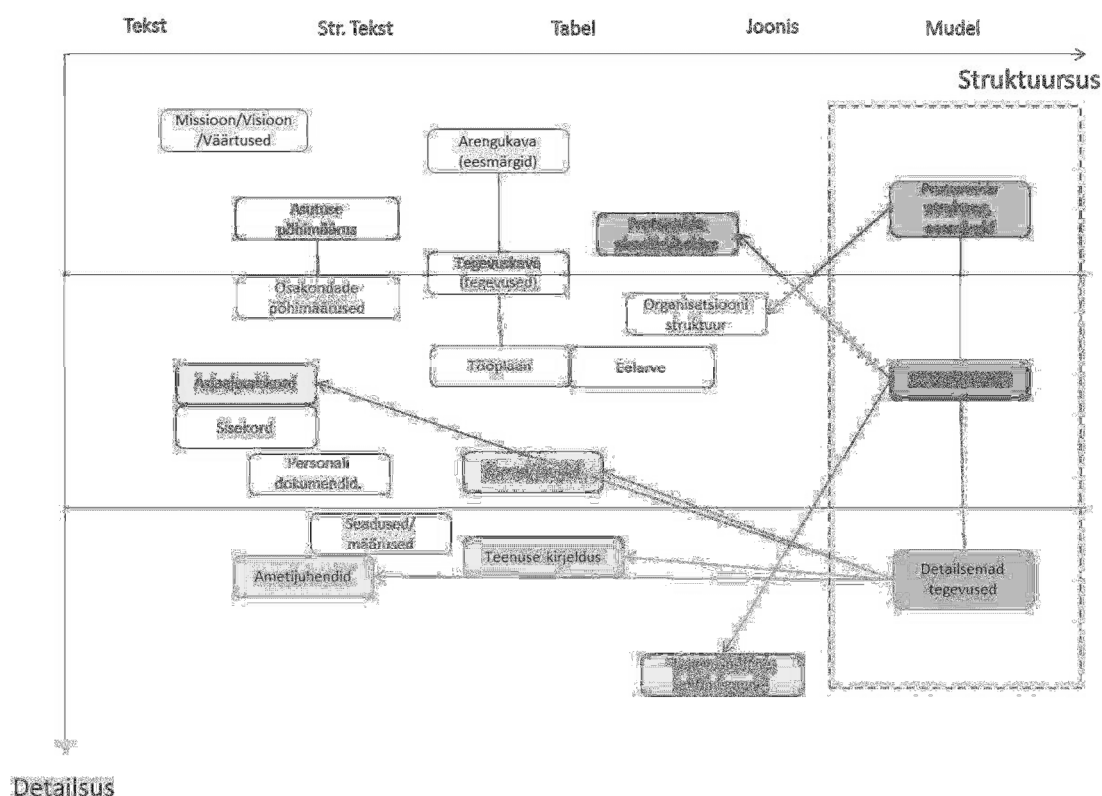 Tekst
Str. Tekst
Tabel
Joonis
Mudel
Struktuursus
Missioon/Visioon
/Väärtused
Arengukava
(eesmärgid)
Asutuse
põhimäärus
Tegevuskava
(tegevused)
Osakondade
põhimäärused
Organisatsiooni
struktuur
Tööplaan
Eelarve
Asjaajamiskord
Sisekord
Personali
dokumendid.
Seadused/
määrused
Ametijuhendid
Teenuse kirjeldus
Detailsemad
tegevused
Detailsus